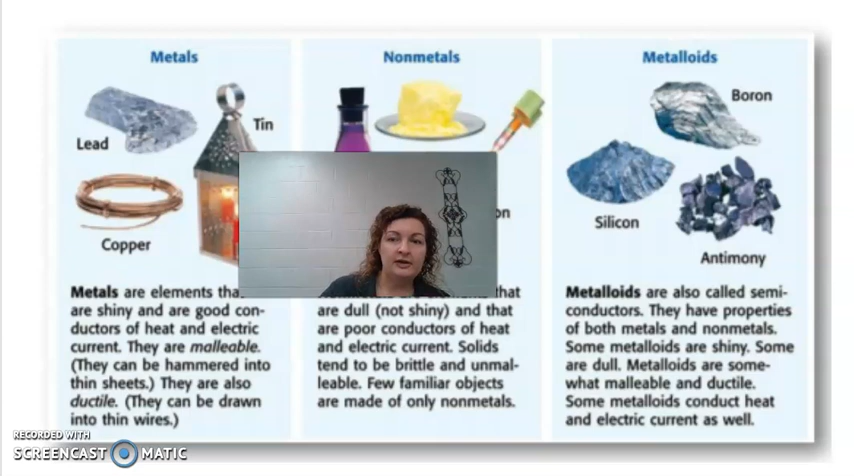 Metals
Nonmetals
Metalloids
Lead
Tin
Copper
Boron
Silicon
Antimony
Metals are elements
are shiny and are good con-
ductors of heat and electric
current. They are malleable.
(They can be hammered into
thin sheets.) They are also
ductile. (They can be drawn
into thin wires.)
that
are dull (not shiny) and that
are poor conductors of heat
and electric current. Solids
tend to be brittle and unmal-
leable. Few familiar objects
are made of only nonmetals.
Metalloids are also called semi-
conductors. They have properties
of both metals and nonmetals.
Some metalloids are shiny. Some
are dull. Metalloids are some-
what malleable and ductile.
Some metalloids conduct heat
and electric current as well.
RECORDED WITH
SCREENCAST MATIC